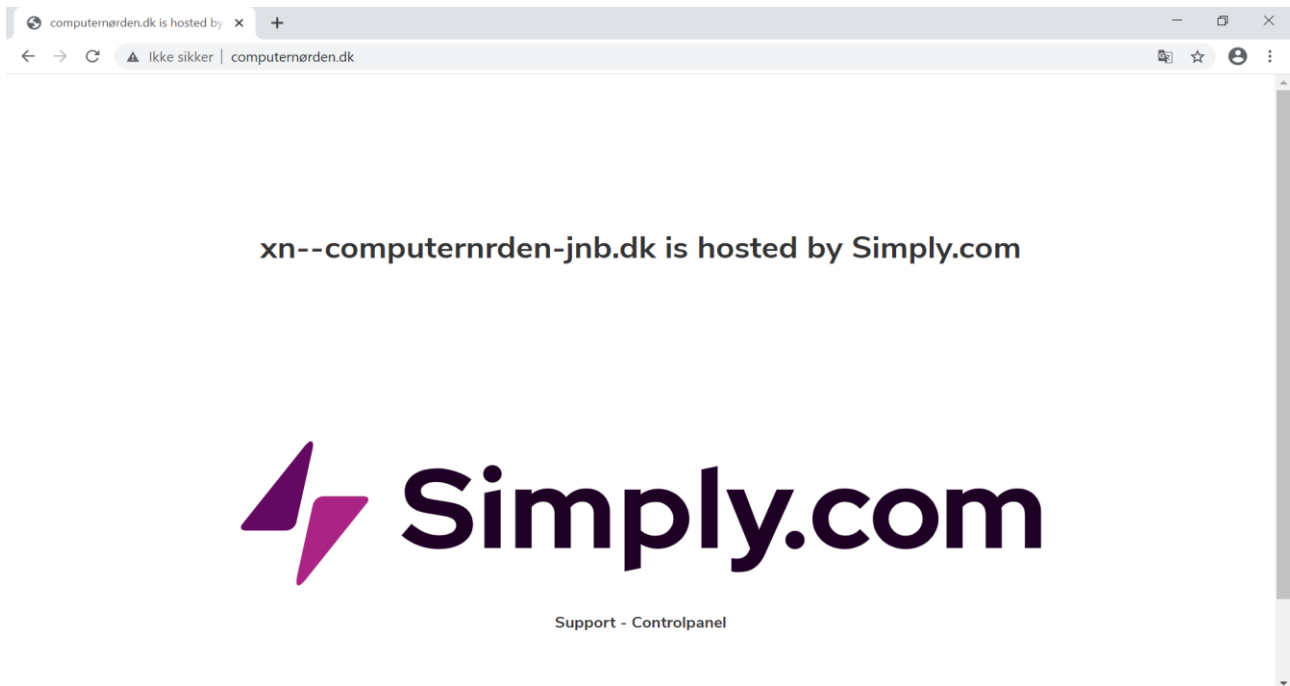 computernørden.dk is hosted by
Ikke sikker | computernørden.dk
xn--computernrden-jnb.dk is hosted by Simply.com
Simply.com
Support - Controlpanel